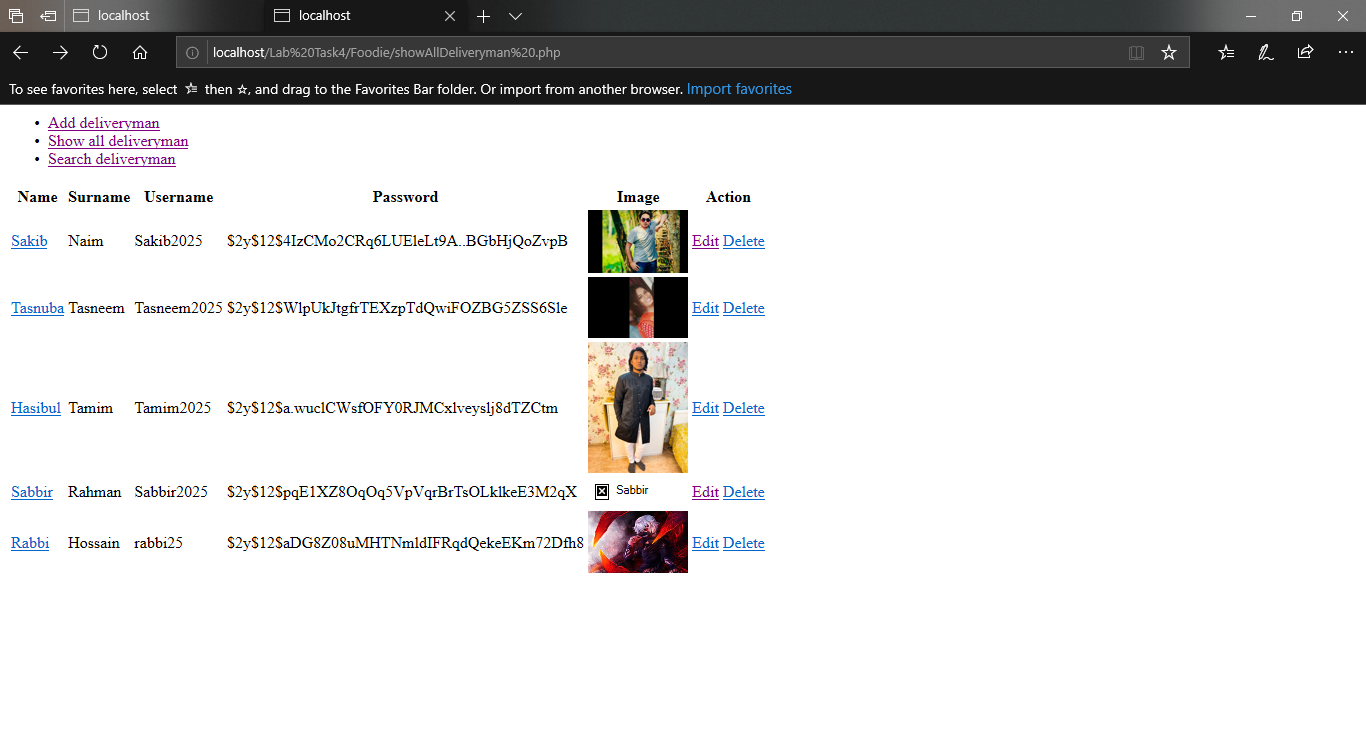 localhost
localhost
localhost/Lab%20Task4/Foodie/showAllDeliveryman%20.php
To see favorites here, select then ☆, and drag to the Favorites Bar folder. Or import from another browser. Import favorites
• Add deliveryman
• Show all deliveryman
• Search deliveryman
Name Surname Username Password Image Action
Sakib Naim Sakib2025 $2y$12$4IzCMo2CRq6LUEleLt9A..BGbHjQoZvpB Edit Delete
Tasnuba Tasneem Tasneem2025 $2y$12$WlpUkJtgfrTEXzpTdQwiFOZBG5ZSS6Sle Edit Delete
Hasibul Tamim Tamim2025 $2y$12$a.wuclCWsfOFY0RJMCxlveyslj8dTZCtm Edit Delete
Sabbir Rahman Sabbir2025 $2y$12$pqE1XZ8OqOq5VpVqrBrTsOLklkeE3M2qX Sabbir Edit Delete
Rabbi Hossain rabbi25 $2y$12$aDG8Z08uMHTNmldIFRqdQekeEKm72Dfh8 Edit Delete